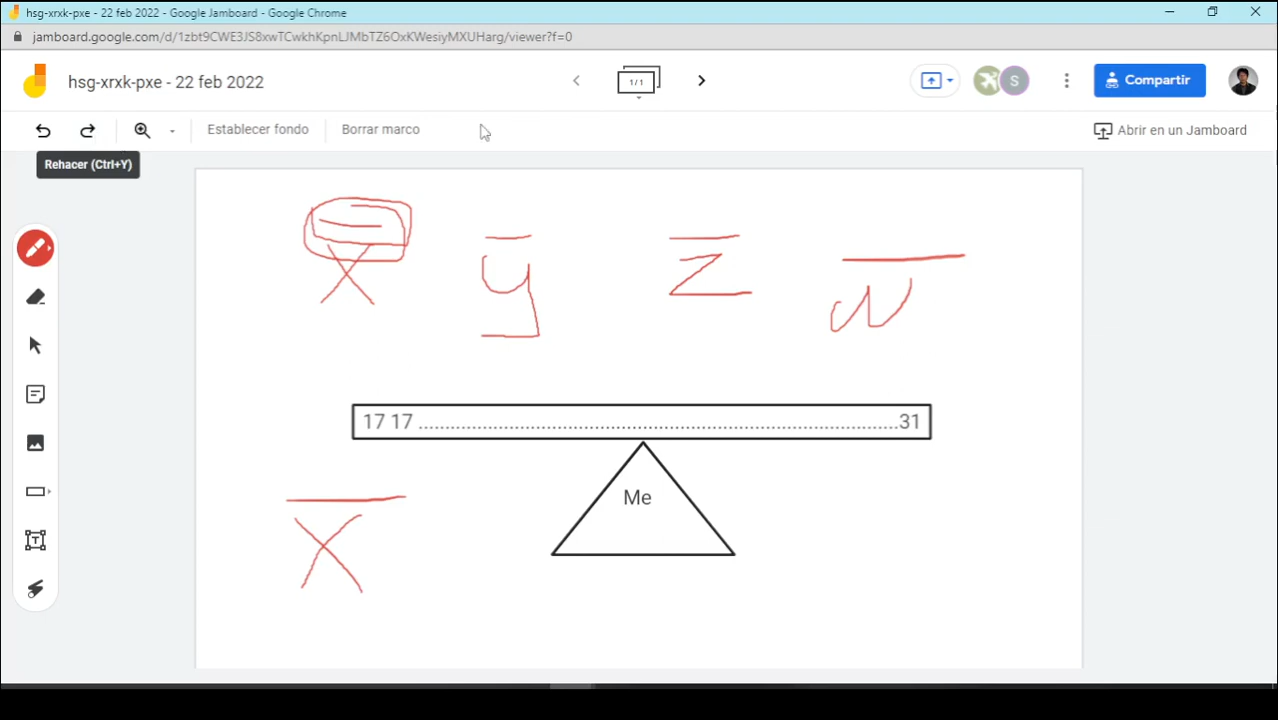 hsg-xrxk-pxe - 22 feb 2022 - Google Jamboard - Google Chrome
jamboard.google.com/d/1zbt9CWE3JS8xwTCwkhKpnLJMbTZ6OxKWesiyMXUHarg/viewer?f=0
hsg-xrxk-pxe - 22 feb 2022
1/1
S
Compartir
Establecer fondo
Borrar marco
Abrir en un Jamboard
Rehacer (Ctrl+Y)
x̄ ȳ z̄
17 17 ........................................................................................................31
Me
X̄